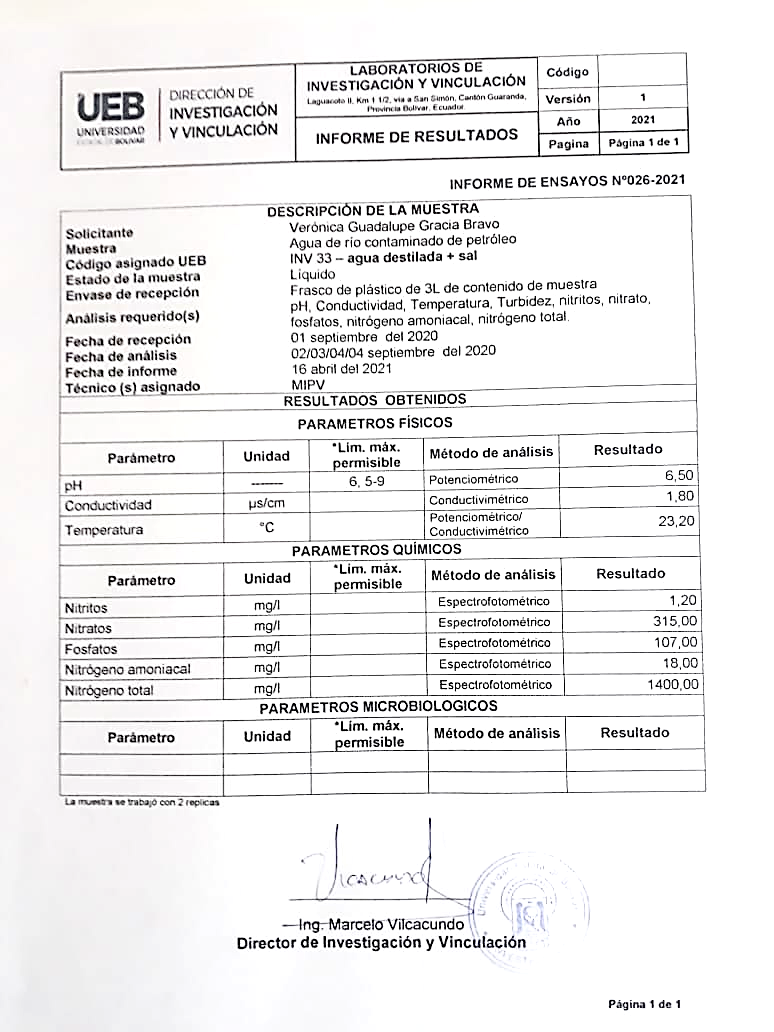 UEB
UNIVERSIDAD
ESTATAL DE BOLIVAR
DIRECCIÓN DE
INVESTIGACIÓN
Y VINCULACIÓN
LABORATORIOS DE
INVESTIGACIÓN Y VINCULACIÓN
Laguacoto II, Km 1 1/2, vía a San Simón, Cantón Guaranda,
Provincia Bolívar, Ecuador
INFORME DE RESULTADOS
Código
Versión 1
Año 2021
Pagina Página 1 de 1
INFORME DE ENSAYOS Nº026-2021
DESCRIPCIÓN DE LA MUESTRA
Solicitante Verónica Guadalupe Gracia Bravo
Muestra Agua de río contaminado de petróleo
Código asignado UEB INV 33 – agua destilada + sal
Estado de la muestra Líquido
Envase de recepción Frasco de plástico de 3L de contenido de muestra
Análisis requerido(s) pH, Conductividad, Temperatura, Turbidez, nitritos, nitrato,
fosfatos, nitrógeno amoniacal, nitrógeno total.
Fecha de recepción 01 septiembre del 2020
Fecha de análisis 02/03/04/04 septiembre del 2020
Fecha de informe 16 abril del 2021
Técnico (s) asignado MIPV
RESULTADOS OBTENIDOS
PARAMETROS FÍSICOS
Parámetro Unidad *Lim. máx. permisible Método de análisis Resultado
pH ------- 6, 5-9 Potenciométrico 6,50
Conductividad µs/cm Conductivimétrico 1,80
Temperatura °C Potenciométrico/ Conductivimétrico 23,20
PARAMETROS QUÍMICOS
Parámetro Unidad *Lim. máx. permisible Método de análisis Resultado
Nitritos mg/l Espectrofotométrico 1,20
Nitratos mg/l Espectrofotométrico 315,00
Fosfatos mg/l Espectrofotométrico 107,00
Nitrógeno amoniacal mg/l Espectrofotométrico 18,00
Nitrógeno total mg/l Espectrofotométrico 1400,00
PARAMETROS MICROBIOLOGICOS
Parámetro Unidad *Lim. máx. permisible Método de análisis Resultado
La muestra se trabajó con 2 replicas
Ing. Marcelo Vilcacundo
Director de Investigación y Vinculación
Página 1 de 1